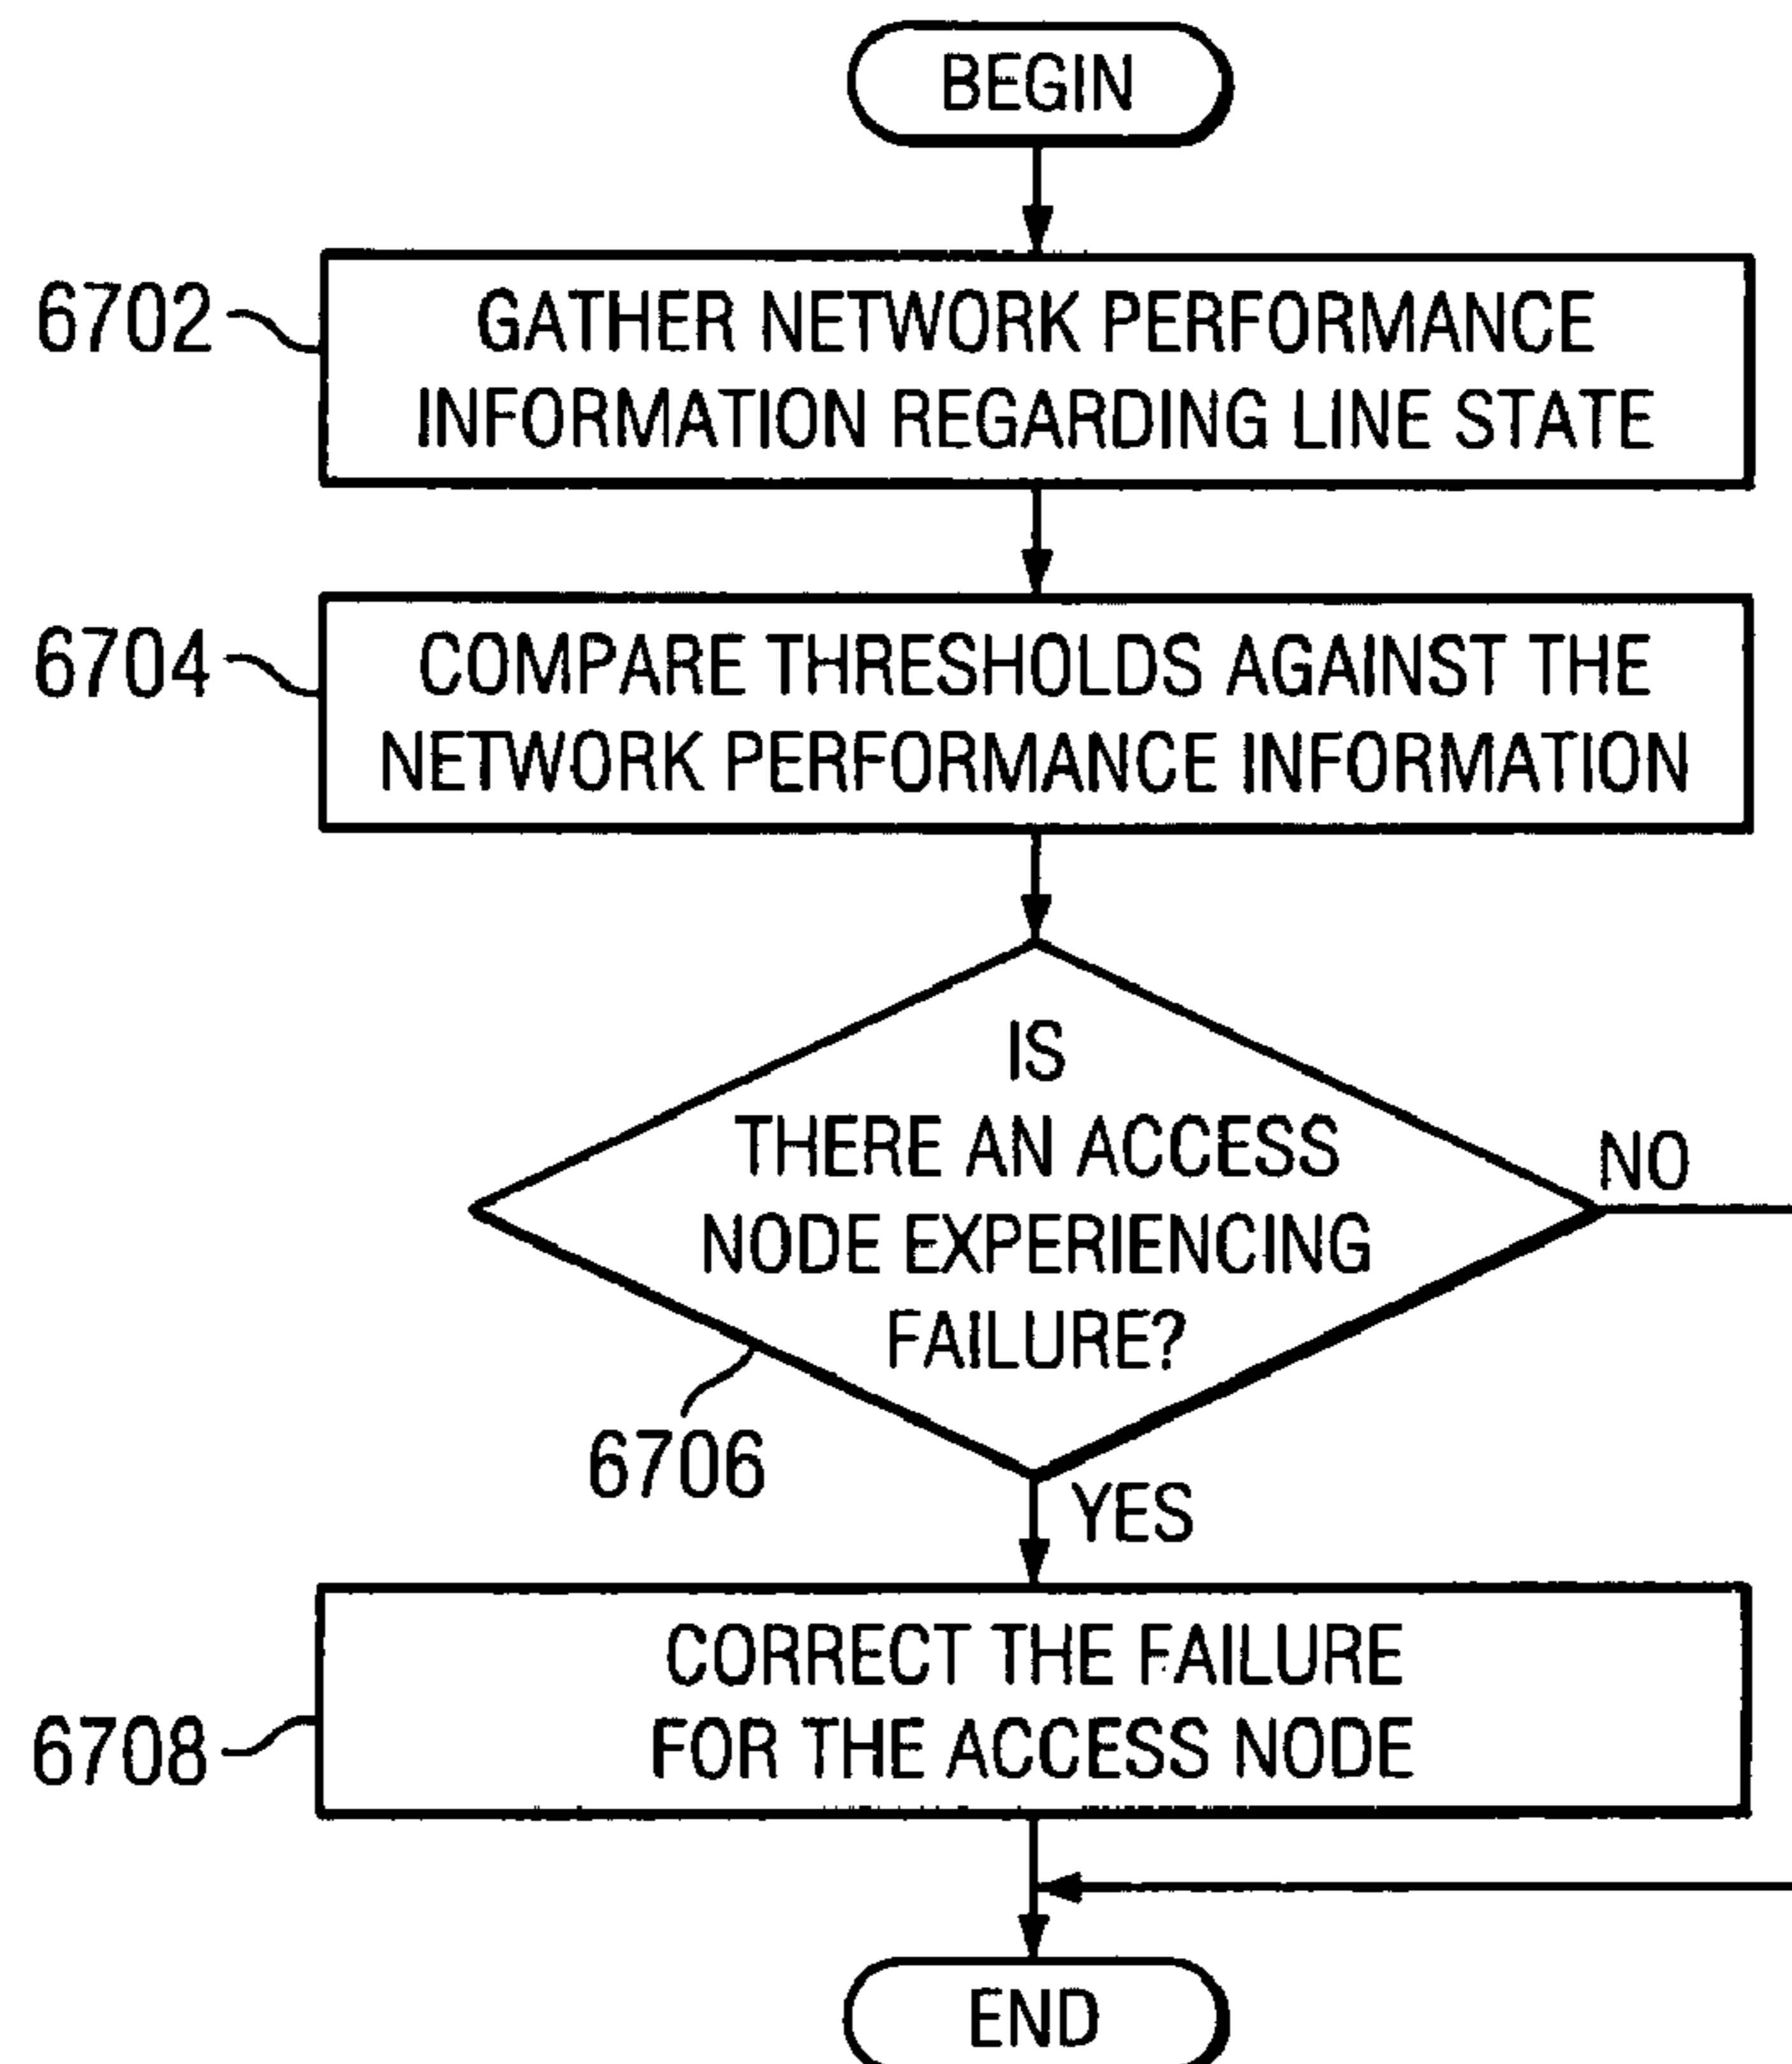 BEGIN
6702
GATHER NETWORK PERFORMANCE
INFORMATION REGARDING LINE STATE
6704
COMPARE THRESHOLDS AGAINST THE
NETWORK PERFORMANCE INFORMATION
IS
THERE AN ACCESS
NODE EXPERIENCING
FAILURE?
NO
6706
YES
CORRECT THE FAILURE
FOR THE ACCESS NODE
6708
END